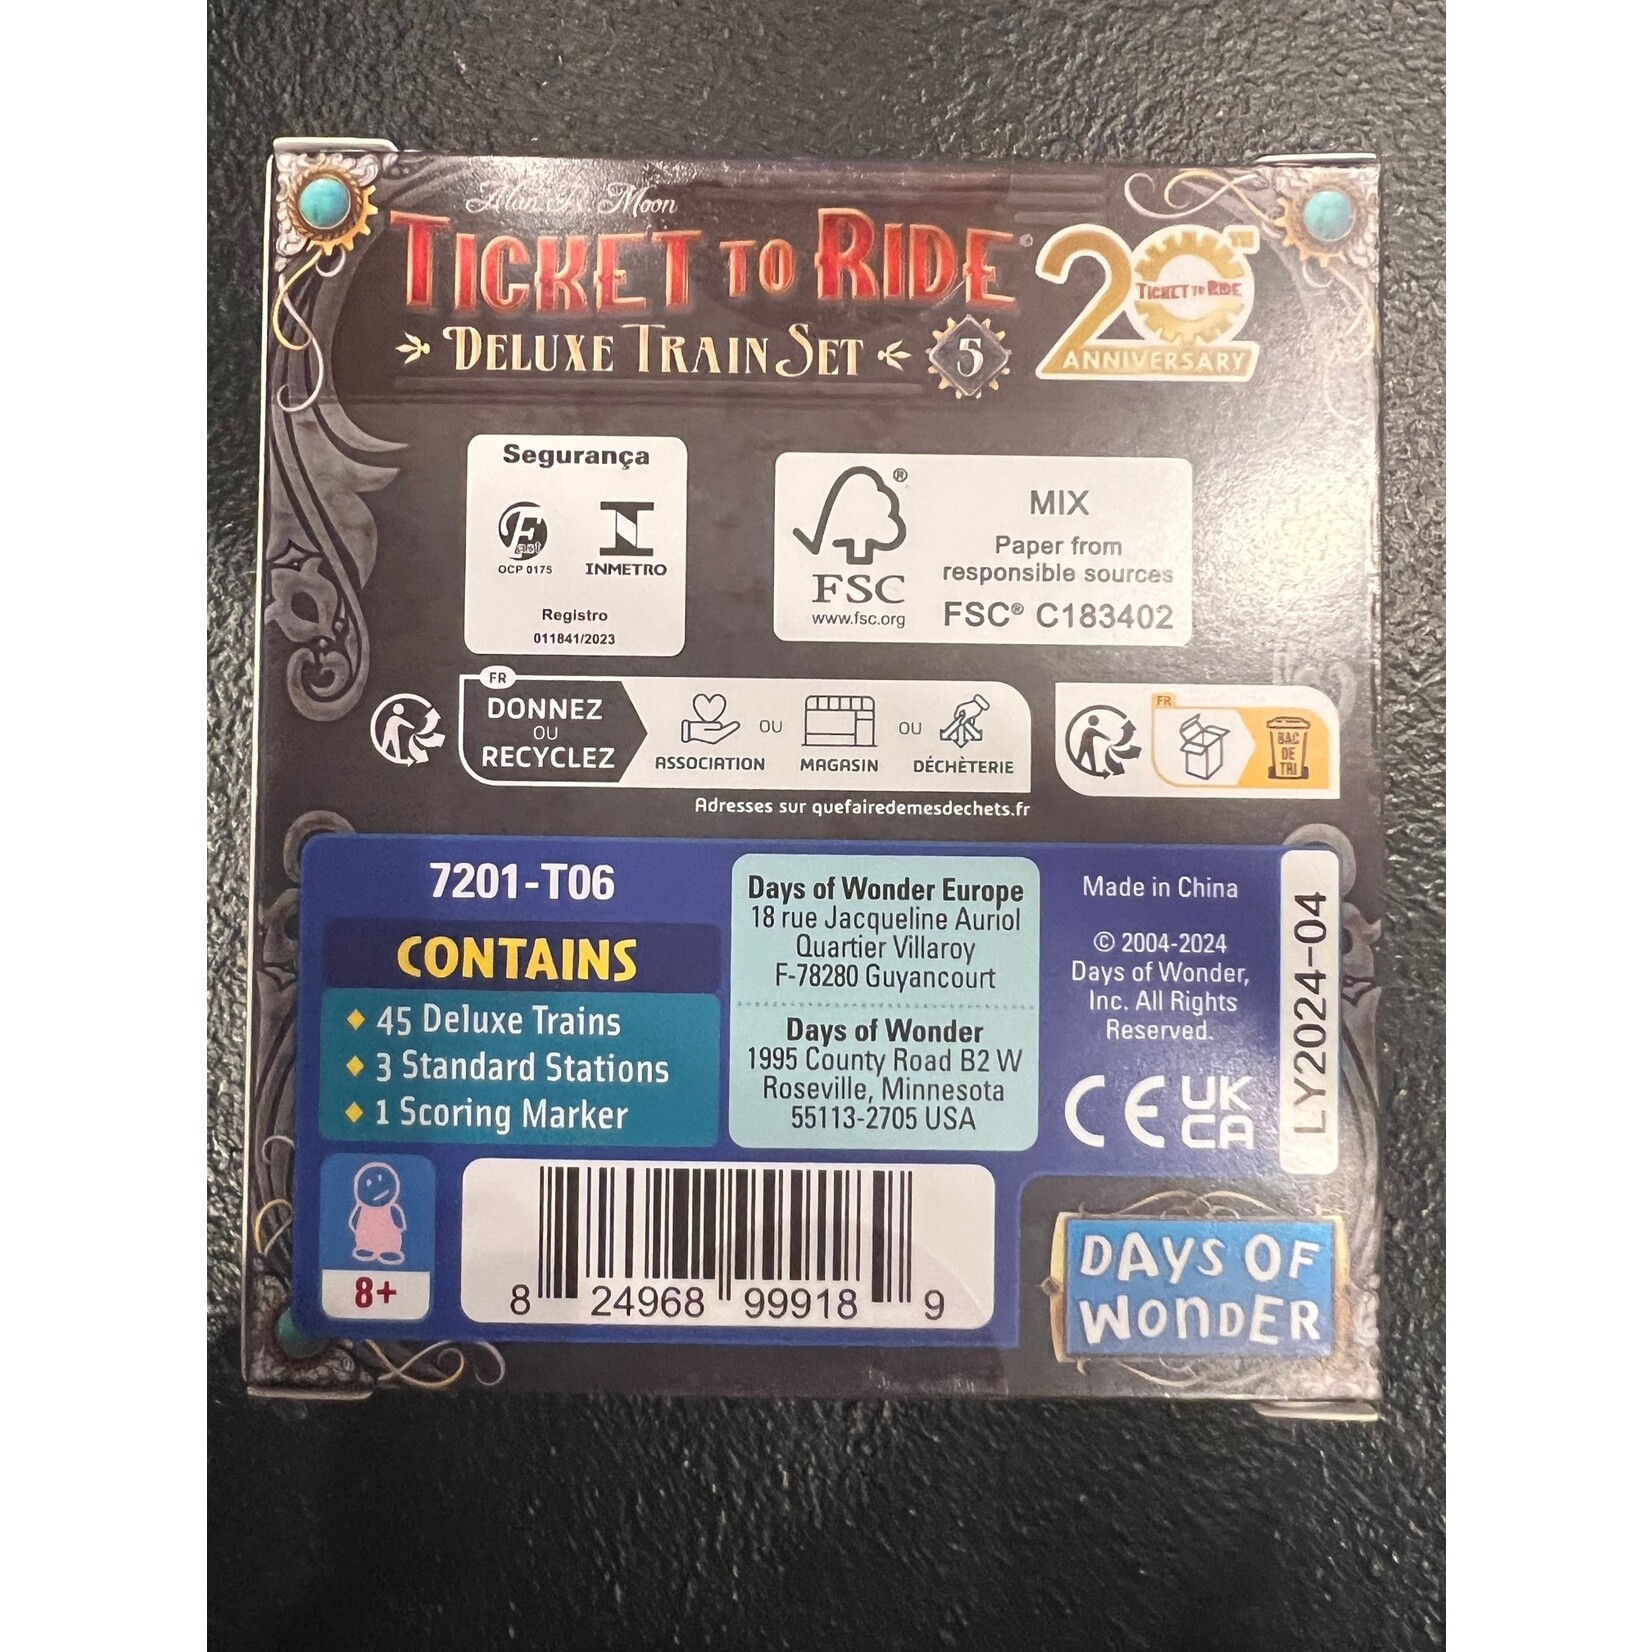 Alan R. Moon
TICKET TO RIDE®
DELUXE TRAIN SET
5
20TH
TICKET TO RIDE
ANNIVERSARY
Segurança
OCP 0175
INMETRO
Registro
011841/2023
®
FSC
www.fsc.org
MIX
Paper from
responsible sources
FSC® C183402
FR
DONNEZ
OU
RECYCLEZ
ASSOCIATION
OU
MAGASIN
OU
DÉCHÈTERIE
Adresses sur quefairedemesdechets.fr
FR
BAC
DE
TRI
7201-T06
CONTAINS
45 Deluxe Trains
3 Standard Stations
1 Scoring Marker
Days of Wonder Europe
18 rue Jacqueline Auriol
Quartier Villaroy
F-78280 Guyancourt
Days of Wonder
1995 County Road B2 W
Roseville, Minnesota
55113-2705 USA
Made in China
© 2004-2024
Days of Wonder,
Inc. All Rights
Reserved.
CE
UK
CA
LY2024-04
8+
8 24968 99918 9
DAYS OF
WONDER